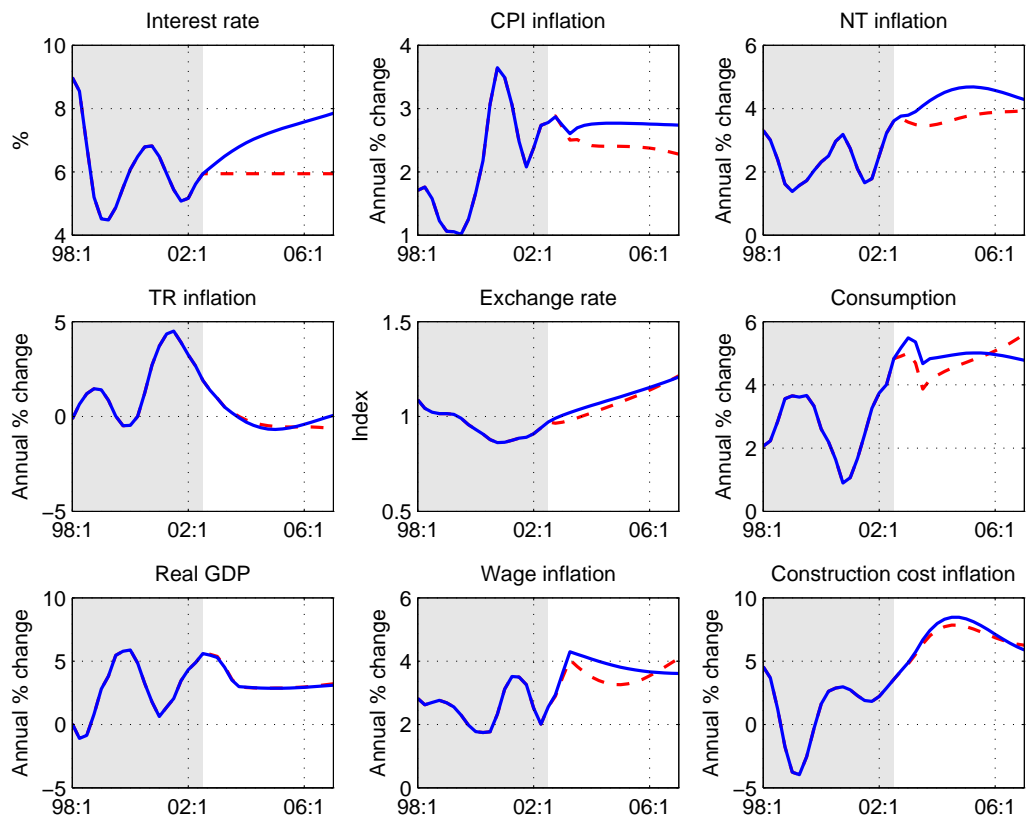 Interest rate
CPI inflation
NT inflation
%
10
8
6
4
98:1 02:1 06:1
Annual % change
4
3
2
1
98:1 02:1 06:1
Annual % change
6
4
2
0
98:1 02:1 06:1
TR inflation
Exchange rate
Consumption
Annual % change
5
0
−5
98:1 02:1 06:1
Index
1.5
1
0.5
98:1 02:1 06:1
Annual % change
6
4
2
0
98:1 02:1 06:1
Real GDP
Wage inflation
Construction cost inflation
Annual % change
10
5
0
−5
98:1 02:1 06:1
Annual % change
6
4
2
0
98:1 02:1 06:1
Annual % change
10
5
0
−5
98:1 02:1 06:1